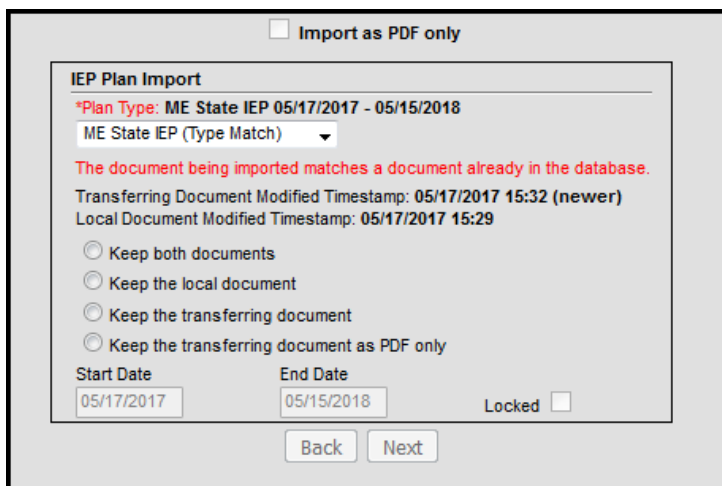 Import as PDF only
IEP Plan Import
*Plan Type: ME State IEP 05/17/2017 - 05/15/2018
ME State IEP (Type Match)
The document being imported matches a document already in the database.
Transferring Document Modified Timestamp: 05/17/2017 15:32 (newer)
Local Document Modified Timestamp: 05/17/2017 15:29
Keep both documents
Keep the local document
Keep the transferring document
Keep the transferring document as PDF only
Start Date End Date
05/17/2017 05/15/2018 Locked
Back Next